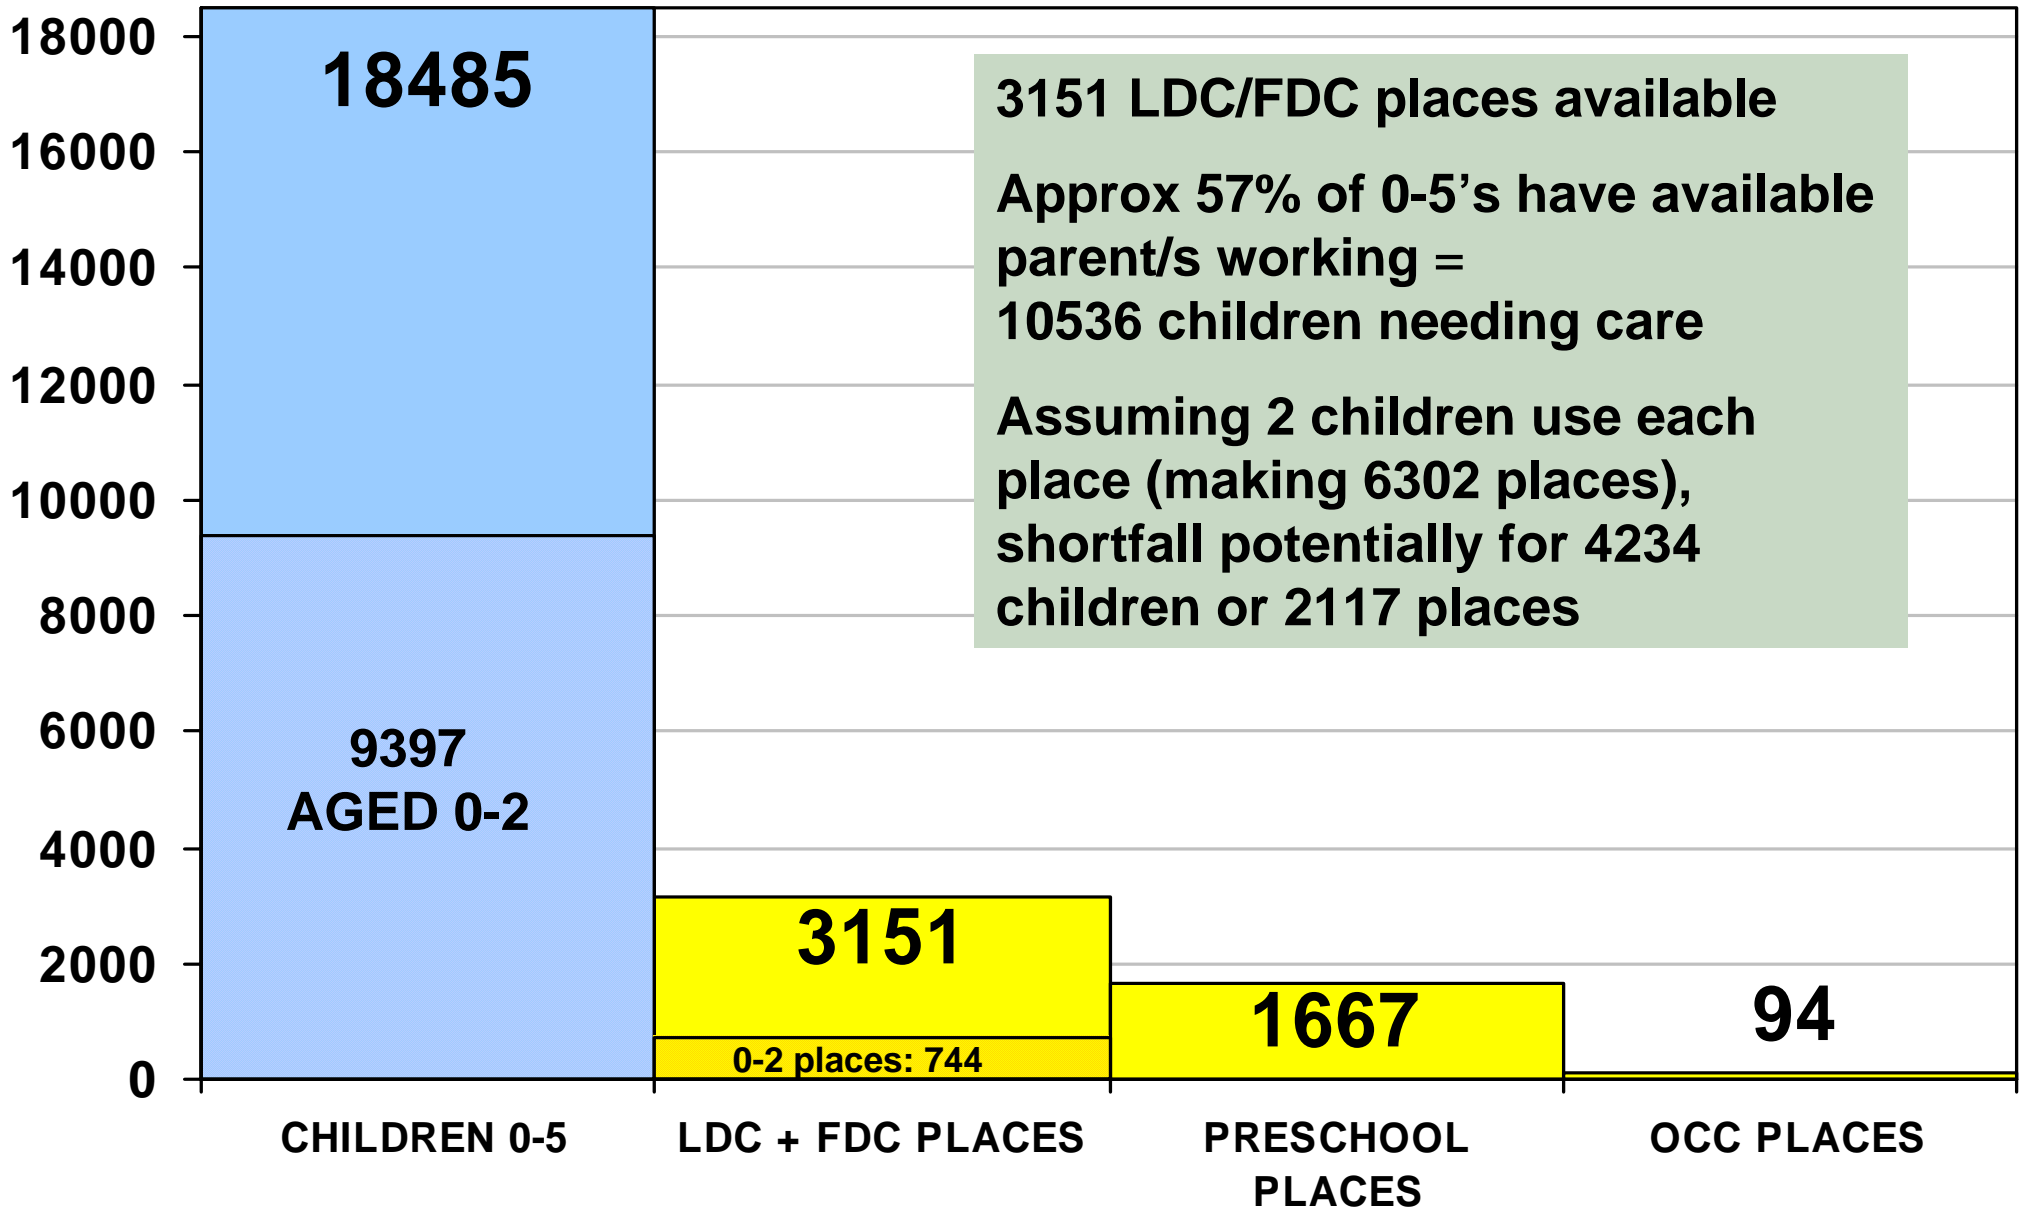 18000
16000
14000
12000
10000
8000
6000
4000
2000
0
18485
9397
AGED 0-2
3151
0-2 places: 744
1667
94
3151 LDC/FDC places available
Approx 57% of 0-5’s have available
parent/s working =
10536 children needing care
Assuming 2 children use each
place (making 6302 places),
shortfall potentially for 4234
children or 2117 places
CHILDREN 0-5
LDC + FDC PLACES
PRESCHOOL
PLACES
OCC PLACES